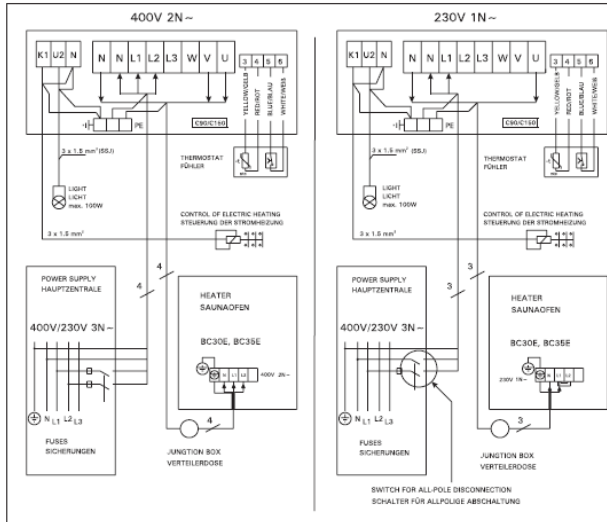 400V 2N~
K1 U2 N
N N L1 L2 L3 W V U
3 4 5 6
YELLOW/GELB
RED/ROT
BLUE/BLAU
WHITE/WEIß
PE
C90/C150
3 x 1.5 mm² (SSJ)
THERMOSTAT
FÜHLER
LIGHT
LICHT
max. 100W
CONTROL OF ELECTRIC HEATING
STEUERUNG DER STROMHEIZUNG
3 x 1.5 mm²
4
4
POWER SUPPLY
HAUPTZENTRALE
400V/230V 3N~
N L1 L2 L3
FUSES
SICHERUNGEN
HEATER
SAUNAOFEN
BC30E, BC35E
N L1 L2
400V 2N~
4
JUNGTION BOX
VERTEILERDOSE
230V 1N~
K1 U2 N
N N L1 L2 L3 W V U
3 4 5 6
YELLOW/GELB
RED/ROT
BLUE/BLAU
WHITE/WEIß
PE
C90/C150
3 x 1.5 mm² (SSJ)
THERMOSTAT
FÜHLER
LIGHT
LICHT
max. 100W
CONTROL OF ELECTRIC HEATING
STEUERUNG DER STROMHEIZUNG
3 x 1.5 mm²
3
3
POWER SUPPLY
HAUPTZENTRALE
400V/230V 3N~
N L1 L2 L3
FUSES
SICHERUNGEN
HEATER
SAUNAOFEN
BC30E, BC35E
230V 1N~
N L1 L2
3
JUNGTION BOX
VERTEILERDOSE
SWITCH FOR ALL-POLE DISCONNECTION
SCHALTER FÜR ALLPOLIGE ABSCHALTUNG